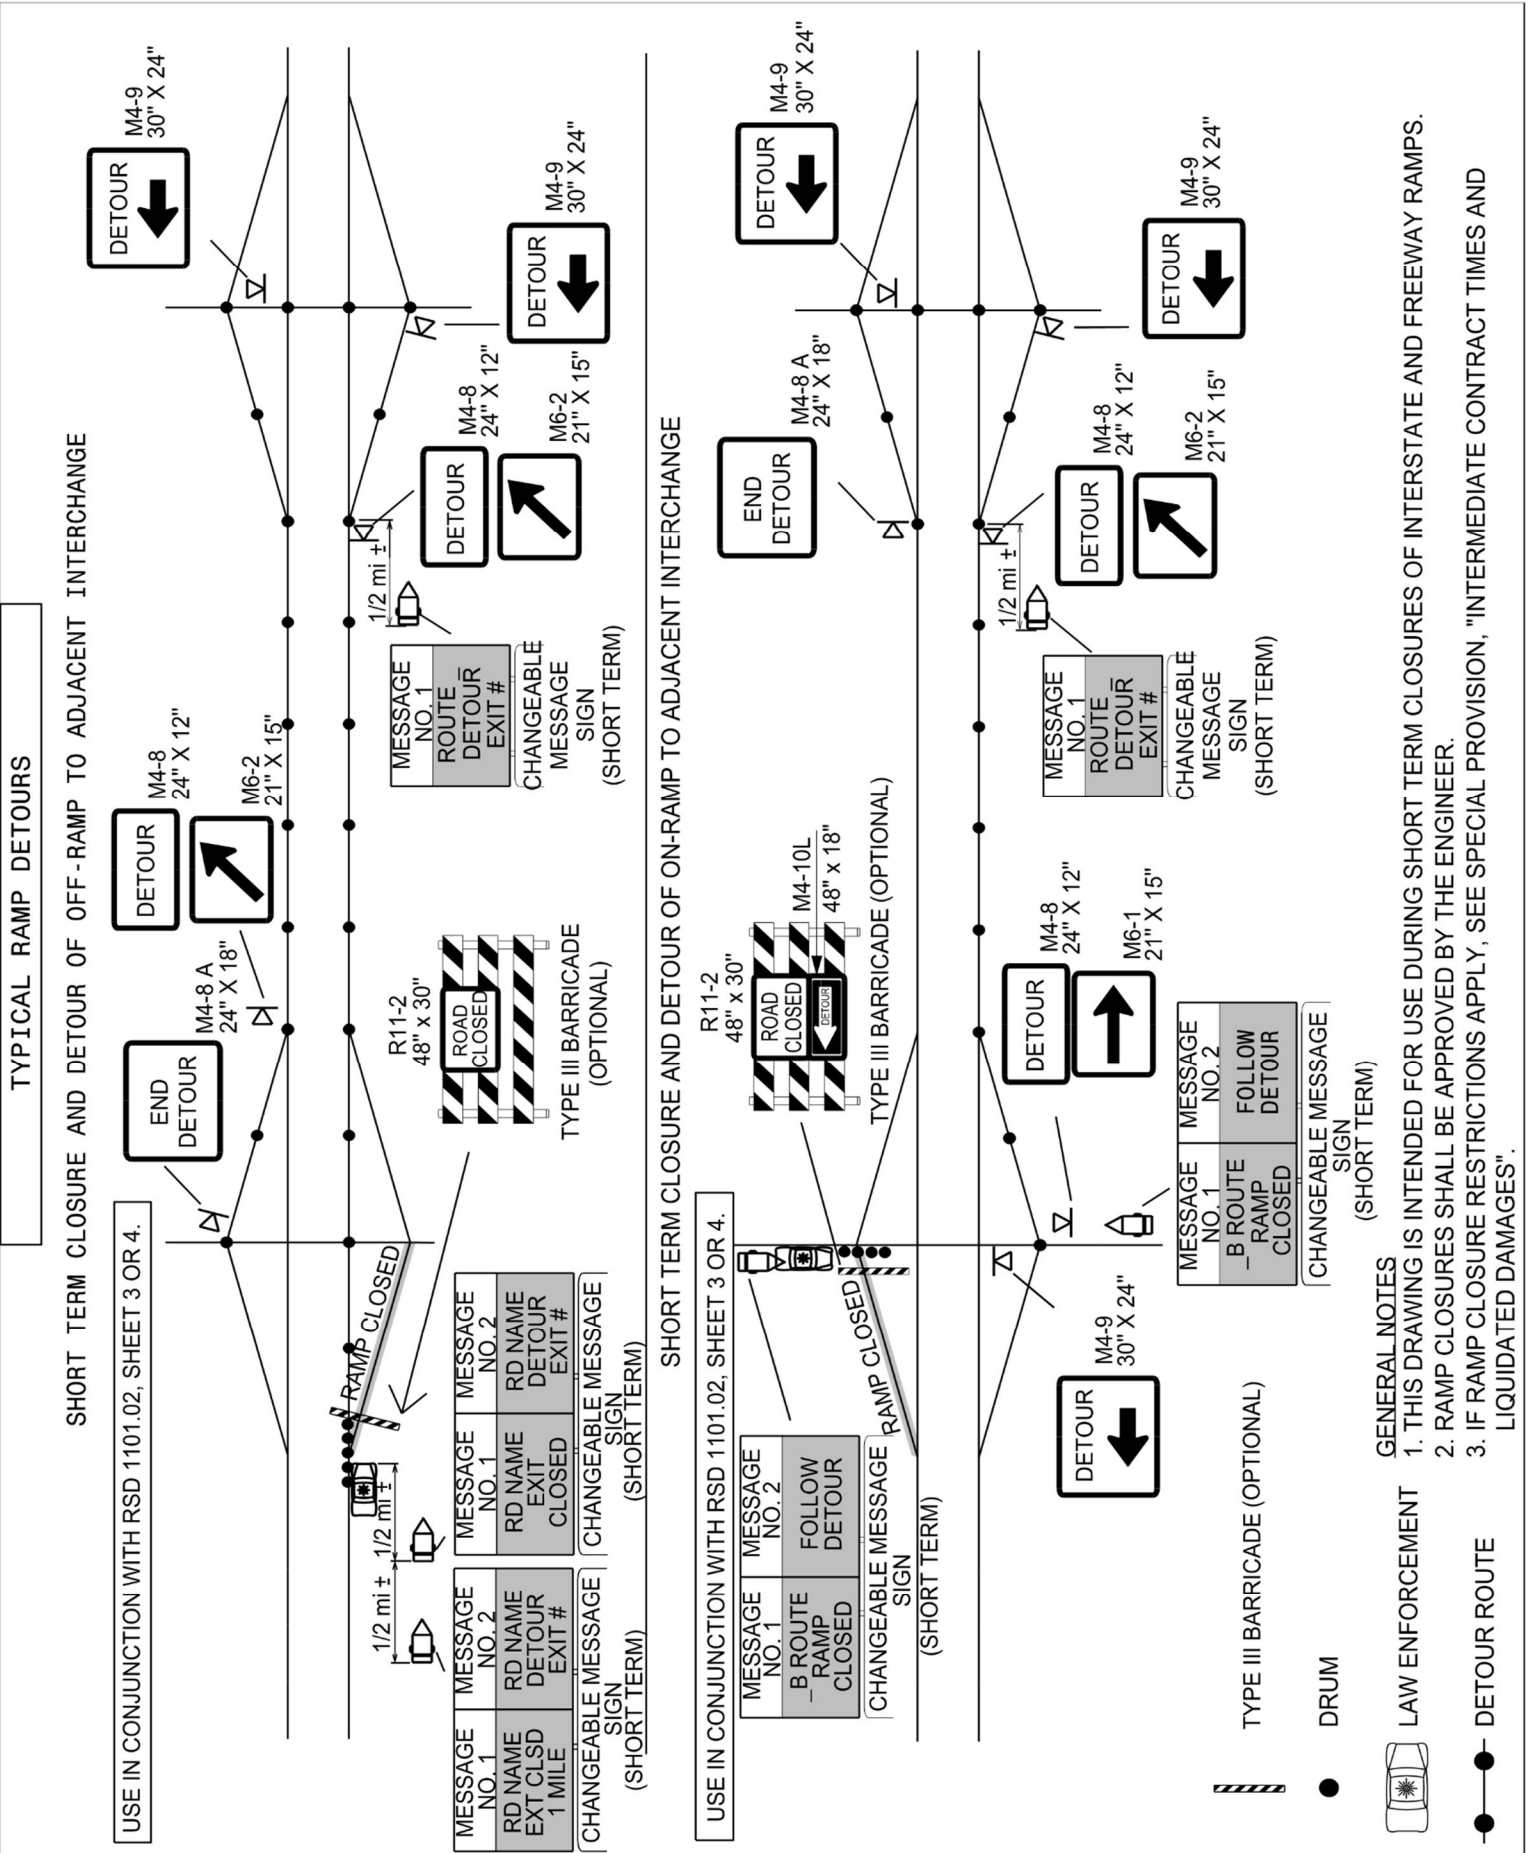 TYPICAL RAMP DETOURS
SHORT TERM CLOSURE AND DETOUR OF OFF-RAMP TO ADJACENT INTERCHANGE
USE IN CONJUNCTION WITH RSD 1101.02, SHEET 3 OR 4.
END
DETOUR
M4-8 A
24" X 18"
DETOUR
M4-8
24" X 12"
M6-2
21" X 15"
DETOUR
M4-9
30" X 24"
RAMP CLOSED
1/2 mi ±
1/2 mi ±
MESSAGE
NO. 1
RD NAME
EXT CLSD
1 MILE
MESSAGE
NO. 2
RD NAME
DETOUR
EXIT #
CHANGEABLE MESSAGE
SIGN
(SHORT TERM)
MESSAGE
NO. 1
RD NAME
EXIT
CLOSED
MESSAGE
NO. 2
RD NAME
DETOUR
EXIT #
CHANGEABLE MESSAGE
SIGN
(SHORT TERM)
R11-2
48" x 30"
ROAD
CLOSED
TYPE III BARRICADE
(OPTIONAL)
1/2 mi ±
MESSAGE
NO. 1
ROUTE _
DETOUR
EXIT #
CHANGEABLE
MESSAGE
SIGN
(SHORT TERM)
DETOUR
M4-8
24" X 12"
M6-2
21" X 15"
DETOUR
M4-9
30" X 24"
SHORT TERM CLOSURE AND DETOUR OF ON-RAMP TO ADJACENT INTERCHANGE
USE IN CONJUNCTION WITH RSD 1101.02, SHEET 3 OR 4.
MESSAGE
NO. 1
_B ROUTE
RAMP
CLOSED
MESSAGE
NO. 2
FOLLOW
DETOUR
CHANGEABLE MESSAGE
SIGN
(SHORT TERM)
RAMP CLOSED
R11-2
48" x 30"
ROAD
CLOSED
DETOUR
M4-10L
48" x 18"
TYPE III BARRICADE (OPTIONAL)
END
DETOUR
M4-8 A
24" X 18"
DETOUR
M4-9
30" X 24"
DETOUR
M4-9
30" X 24"
DETOUR
M4-8
24" X 12"
M6-1
21" X 15"
MESSAGE
NO. 1
_B ROUTE
RAMP
CLOSED
MESSAGE
NO. 2
FOLLOW
DETOUR
CHANGEABLE MESSAGE
SIGN
(SHORT TERM)
1/2 mi ±
MESSAGE
NO. 1
ROUTE _
DETOUR
EXIT #
CHANGEABLE
MESSAGE
SIGN
(SHORT TERM)
DETOUR
M4-8
24" X 12"
M6-2
21" X 15"
DETOUR
M4-9
30" X 24"
TYPE III BARRICADE (OPTIONAL)
DRUM
LAW ENFORCEMENT
DETOUR ROUTE
GENERAL NOTES
1. THIS DRAWING IS INTENDED FOR USE DURING SHORT TERM CLOSURES OF INTERSTATE AND FREEWAY RAMPS.
2. RAMP CLOSURES SHALL BE APPROVED BY THE ENGINEER.
3. IF RAMP CLOSURE RESTRICTIONS APPLY, SEE SPECIAL PROVISION, "INTERMEDIATE CONTRACT TIMES AND
LIQUIDATED DAMAGES".